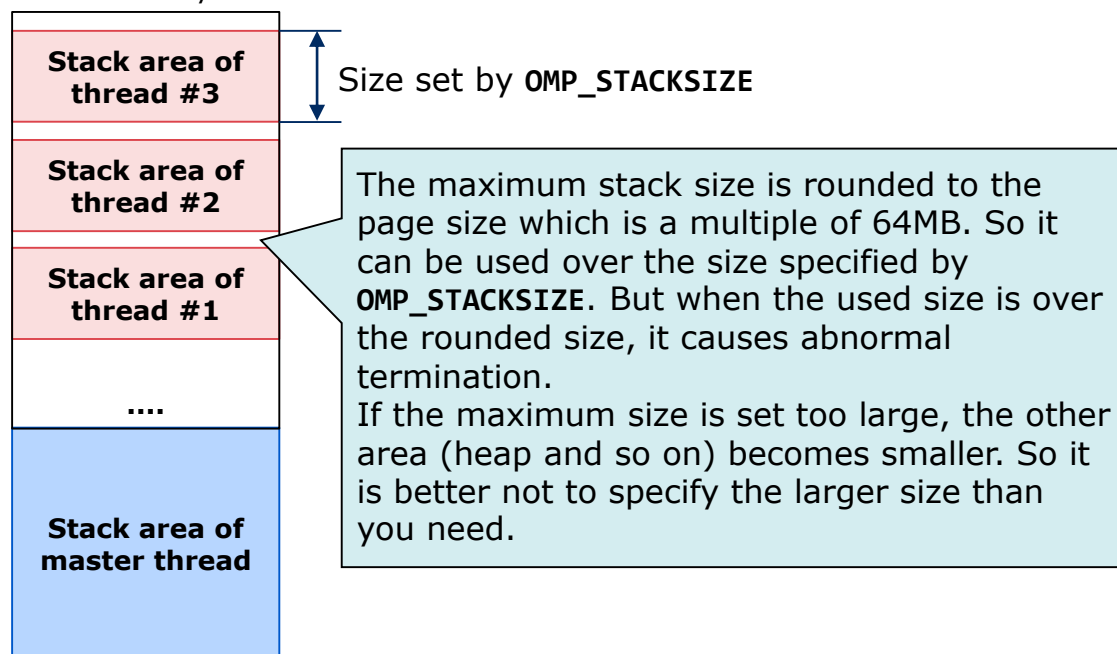 Stack area of
thread #3
Size set by OMP_STACKSIZE
Stack area of
thread #2
Stack area of
thread #1
....
Stack area of
master thread
The maximum stack size is rounded to the
page size which is a multiple of 64MB. So it
can be used over the size specified by
OMP_STACKSIZE. But when the used size is over
the rounded size, it causes abnormal
termination.
If the maximum size is set too large, the other
area (heap and so on) becomes smaller. So it
is better not to specify the larger size than
you need.